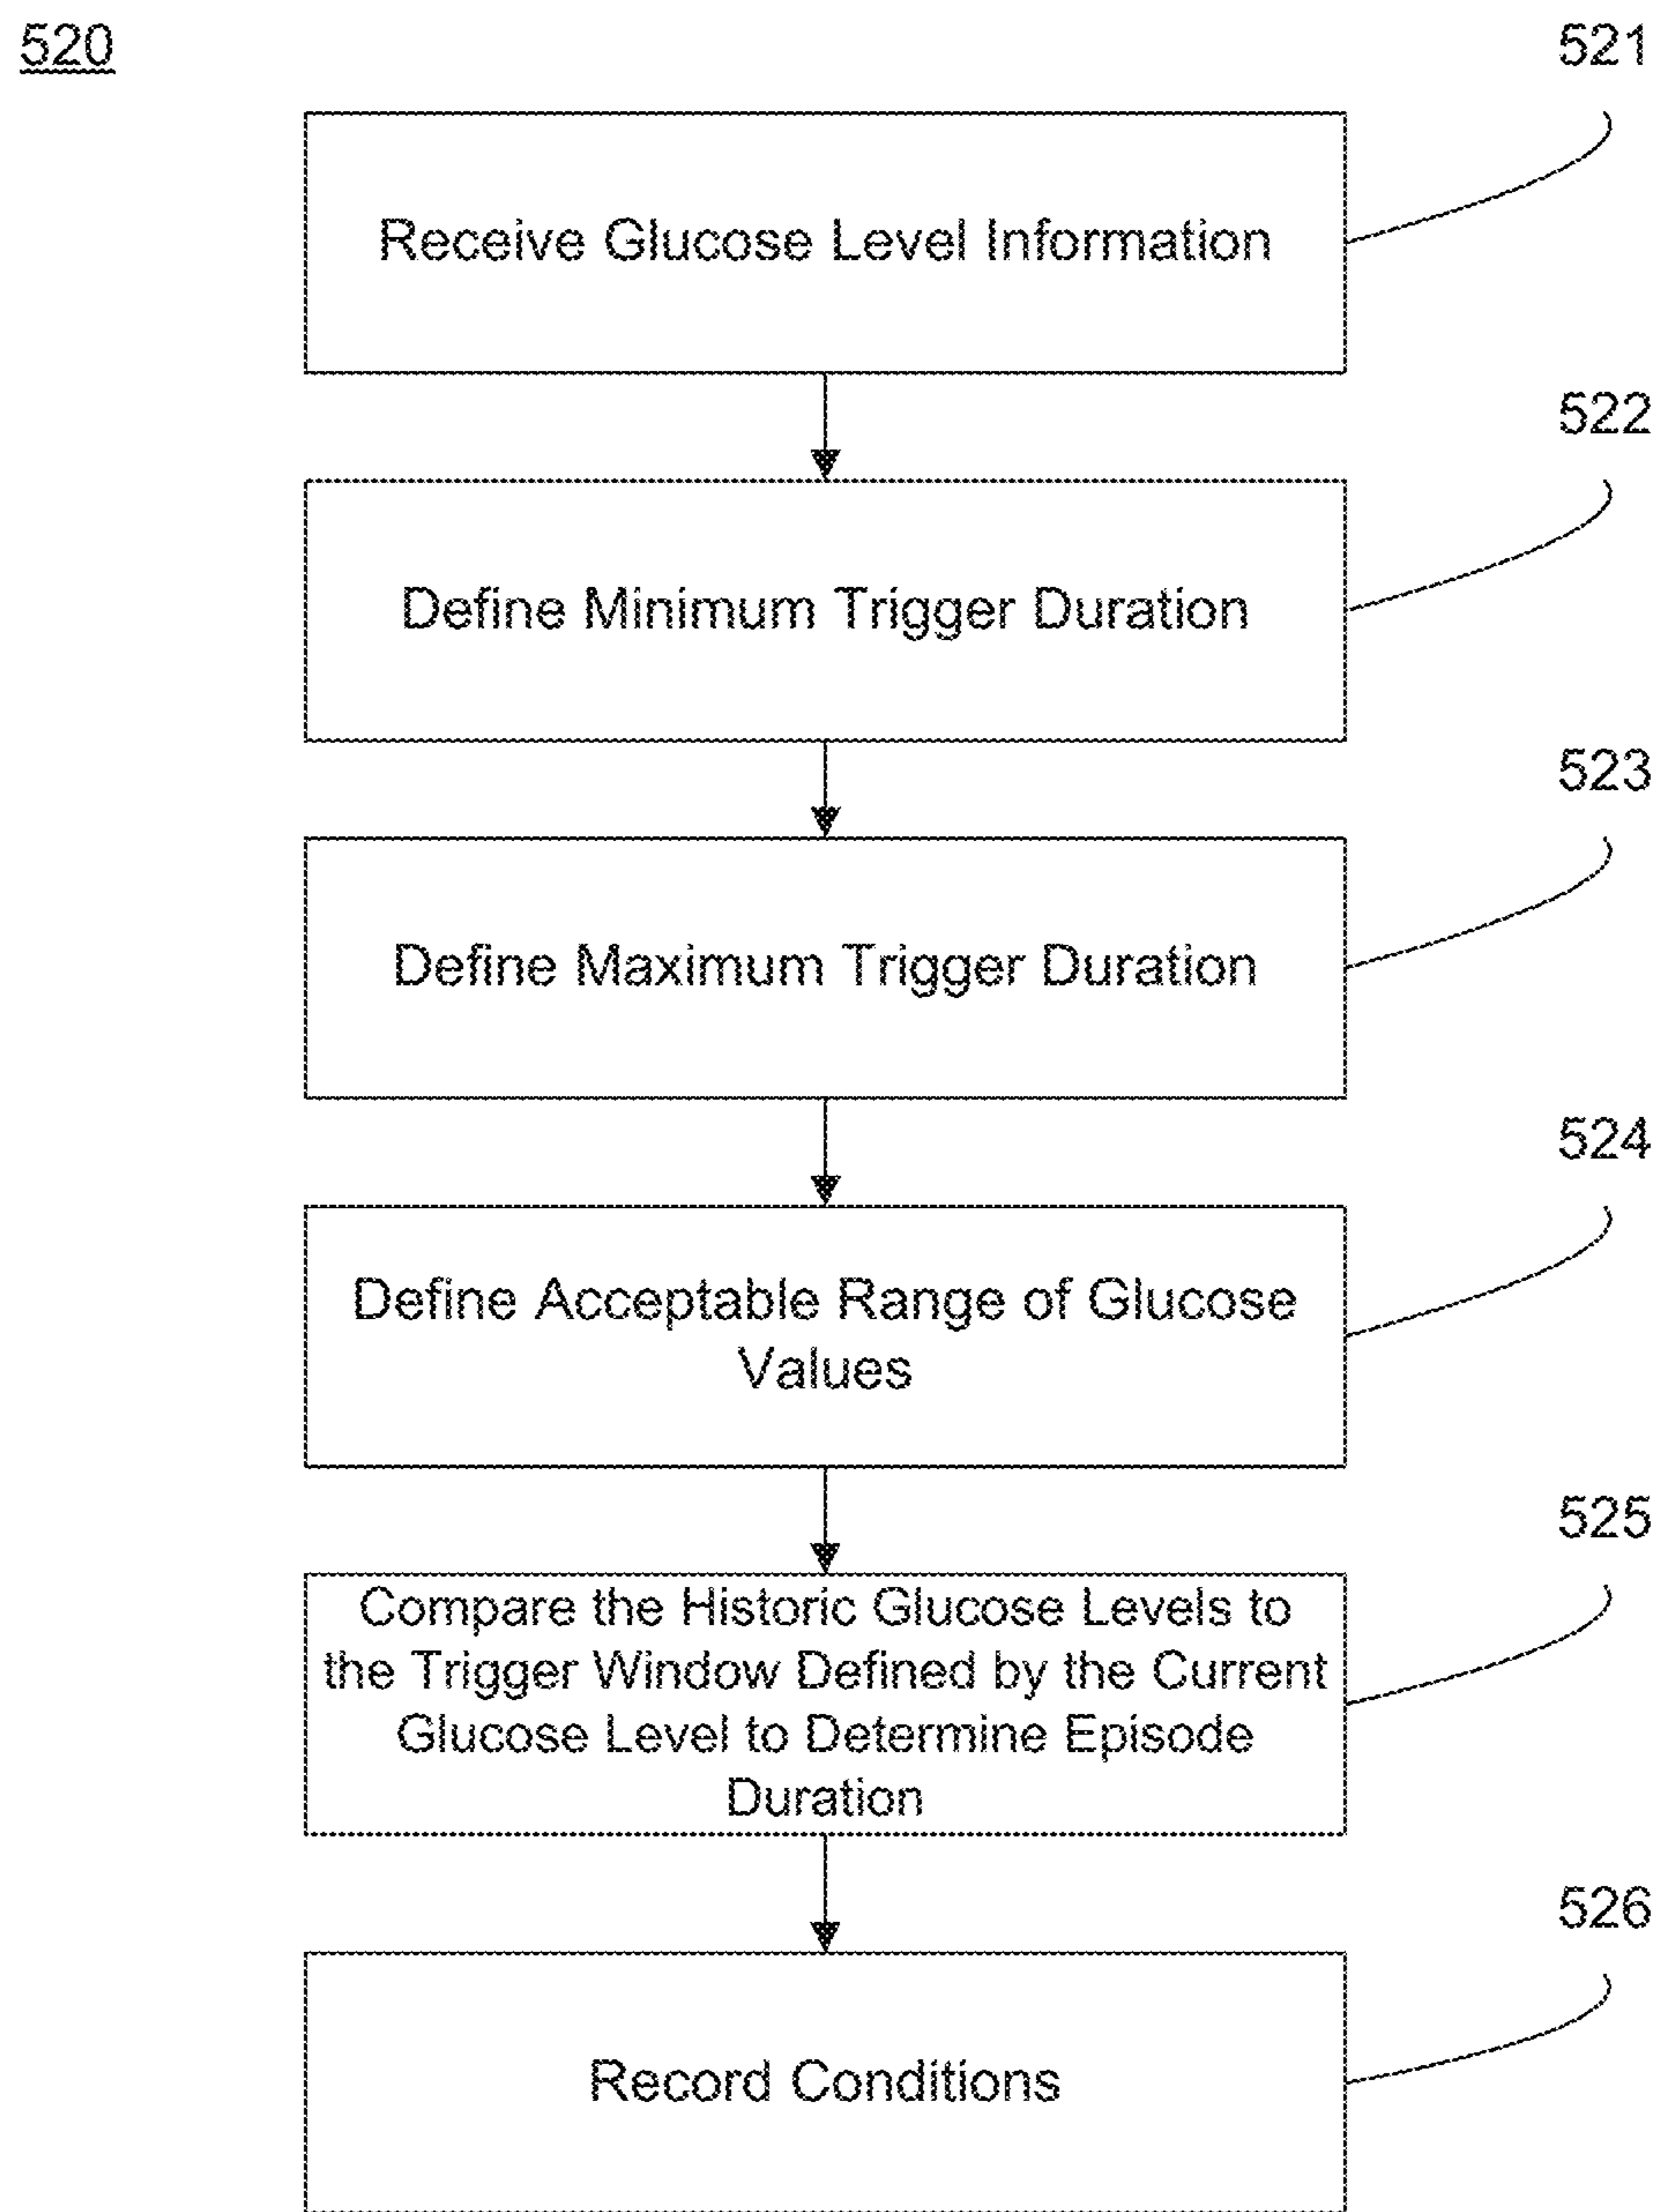 520
521
Receive Glucose Level Information
522
Define Minimum Trigger Duration
523
Define Maximum Trigger Duration
524
Define Acceptable Range of Glucose
Values
525
Compare the Historic Glucose Levels to
the Trigger Window Defined by the Current
Glucose Level to Determine Episode
Duration
526
Record Conditions